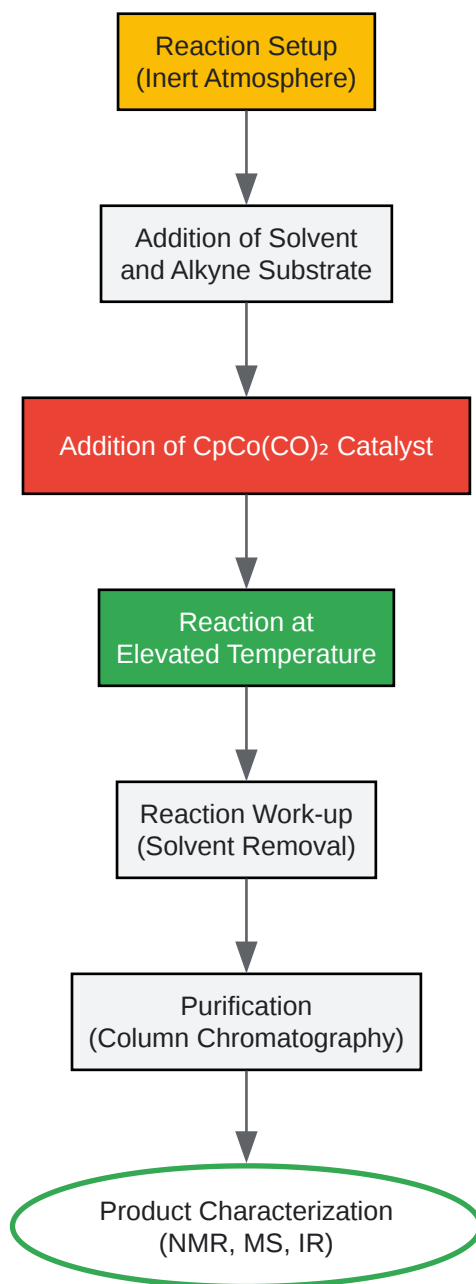 Reaction Setup
(Inert Atmosphere)
Addition of Solvent
and Alkyne Substrate
Addition of CpCo(CO)₂ Catalyst
Reaction at
Elevated Temperature
Reaction Work-up
(Solvent Removal)
Purification
(Column Chromatography)
Product Characterization
(NMR, MS, IR)